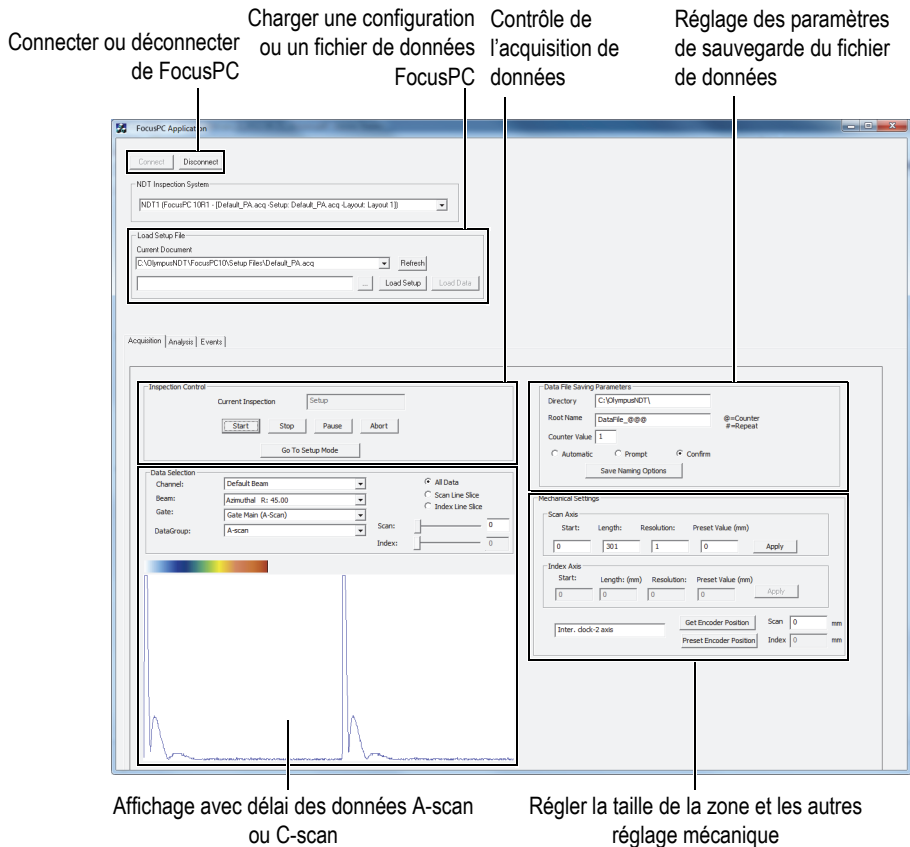 Connecter ou déconnecter
de FocusPC
Charger une configuration
ou un fichier de données
FocusPC
Contrôle de
l'acquisition de
données
Réglage des paramètres
de sauvegarde du fichier
de données
FocusPC Application
Connect Disconnect
NDT Inspection System
NDT1 (FocusPC 10R1 - [Default_PA.acq -Setup: Default_PA.acq -Layout: Layout 1])
Load Setup File
Current Document
C:\OlympusNDT\FocusPC10\Setup Files\Default_PA.acq Refresh
... Load Setup Load Data
Acquisition Analysis Events
Inspection Control
Current Inspection Setup
Start Stop Pause Abort
Go To Setup Mode
Data Selection
Channel: Default Beam
Beam: Azimuthal R: 45.00
Gate: Gate Main (A-Scan)
DataGroup: A-scan
All Data
Scan Line Slice
Index Line Slice
Scan: 0
Index: 0
Data File Saving Parameters
Directory C:\OlympusNDT\
Root Name DataFile_@@@ @=Counter
#=Repeat
Counter Value 1
Automatic Prompt Confirm
Save Naming Options
Mechanical Settings
Scan Axis
Start: Length: Resolution: Preset Value (mm)
0 301 1 0 Apply
Index Axis
Start: Length: (mm) Resolution: Preset Value (mm)
0 0 0 0 Apply
Inter. clock-2 axis
Get Encoder Position Scan 0 mm
Preset Encoder Position Index 0 mm
Affichage avec délai des données A-scan
ou C-scan
Régler la taille de la zone et les autres
réglage mécanique